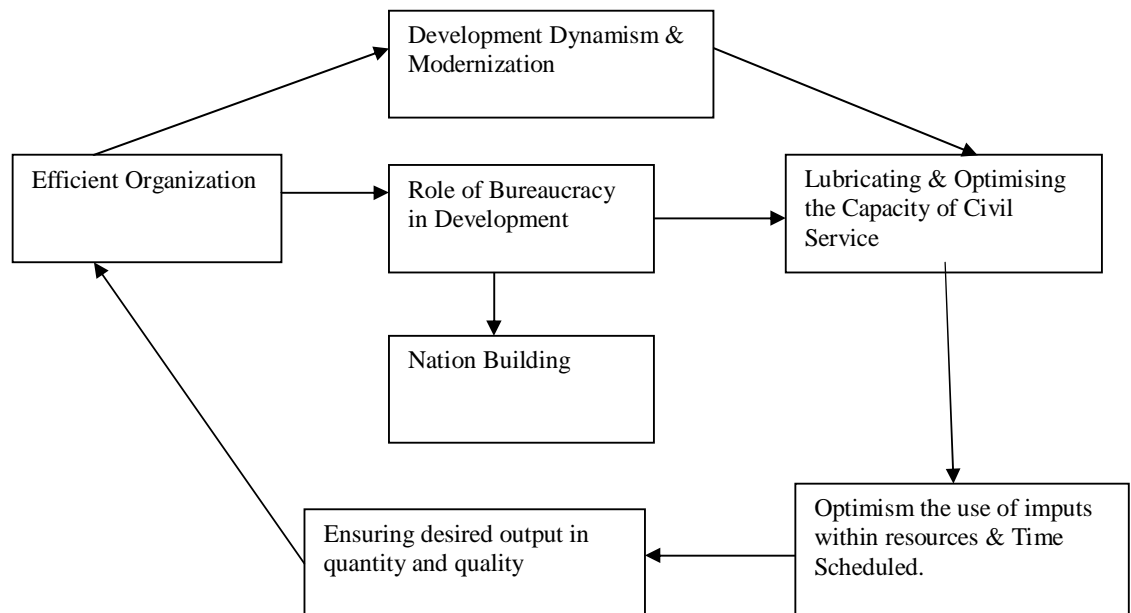 Development Dynamism &
Modernization
Efficient Organization
Role of Bureaucracy
in Development
Lubricating & Optimising
the Capacity of Civil
Service
Nation Building
Optimism the use of imputs
within resources & Time
Scheduled.
Ensuring desired output in
quantity and quality